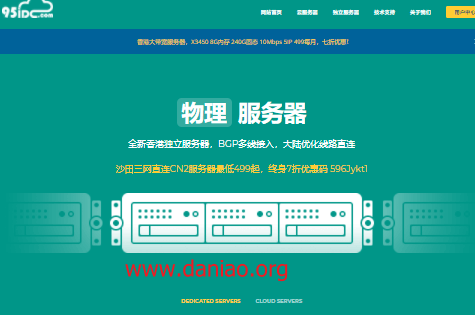 95IDC.com
网站首页 云服务器 独立服务器 技术支持 关于我们 用户中心
香港大带宽服务器，X3450 8G内存 240G固态 10Mbps 5IP 499每月，七折优惠！
物理 服务器
全新香港独立服务器，BGP多线接入，大陆优化线路直连
沙田三网直连CN2服务器最低499起，终身7折优惠码 596Jykt1
www.daniao.org
DEDICATED SERVERS CLOUD SERVERS